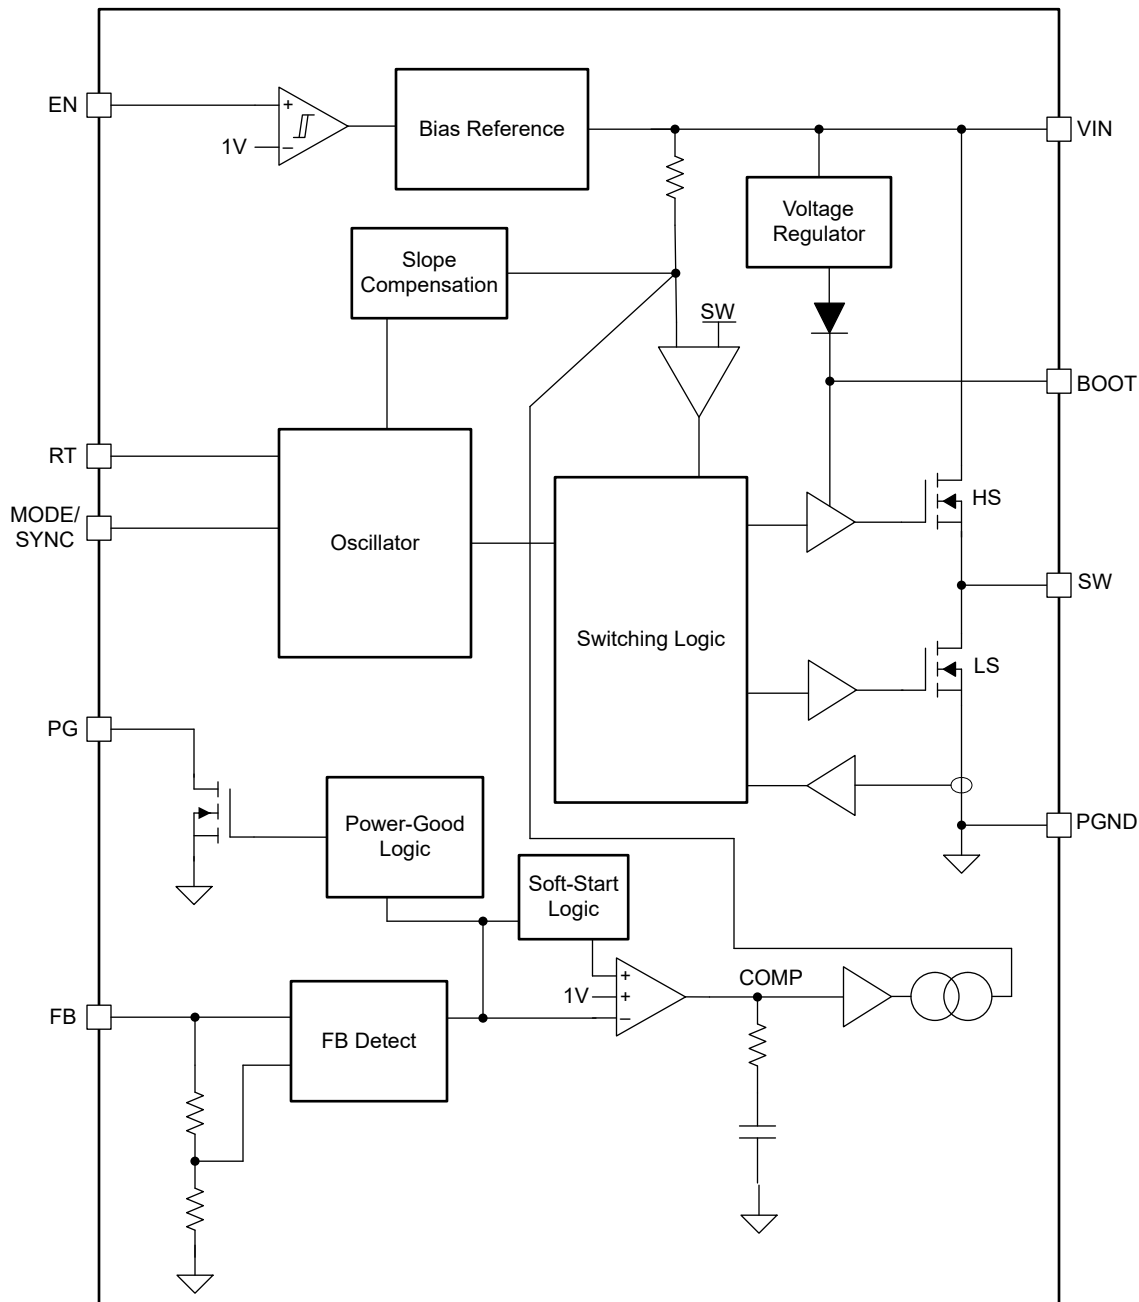 EN
+
1V
−
Bias Reference
VIN
Voltage
Regulator
Slope
Compensation
SW
BOOT
RT
MODE/
SYNC
Oscillator
HS
SW
Switching Logic
LS
PG
Power-Good
Logic
PGND
Soft-Start
Logic
+
1V
+
−
COMP
FB
FB Detect